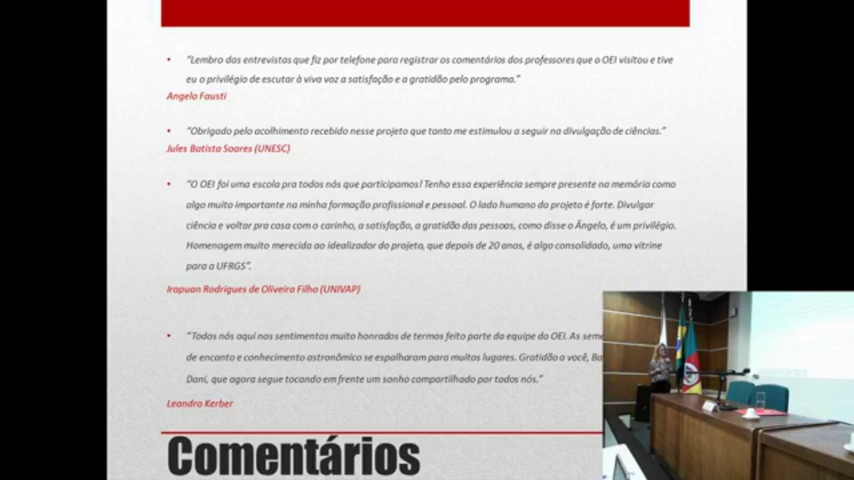 • “Lembro das entrevistas que fiz por telefone para registrar os comentários dos professores que o OEI visitou e tive
eu o privilégio de escutar à viva voz a satisfação e a gratidão pelo programa.”
Angelo Fausti
• “Obrigado pelo acolhimento recebido nesse projeto que tanto me estimulou a seguir na divulgação de ciências.”
Jules Batista Soares (UNESC)
• “O OEI foi uma escola pra todos nós que participamos! Tenho essa experiência sempre presente na memória como
algo muito importante na minha formação profissional e pessoal. O lado humano do projeto é forte. Divulgar
ciência e voltar pra casa com o carinho, a satisfação, a gratidão das pessoas, como disse o Ângelo, é um privilégio.
Homenagem muito merecida ao idealizador do projeto, que depois de 20 anos, é algo consolidado, uma vitrine
para a UFRGS”.
Irapuan Rodrigues de Oliveira Filho (UNIVAP)
• “Todos nós aqui nos sentimentos muito honrados de termos feito parte da equipe do OEI. As seme
de encanto e conhecimento astronômico se espalharam para muitos lugares. Gratidão a você, Ba
Dani, que agora segue tocando em frente um sonho compartilhado por todos nós.”
Leandro Kerber
Comentários